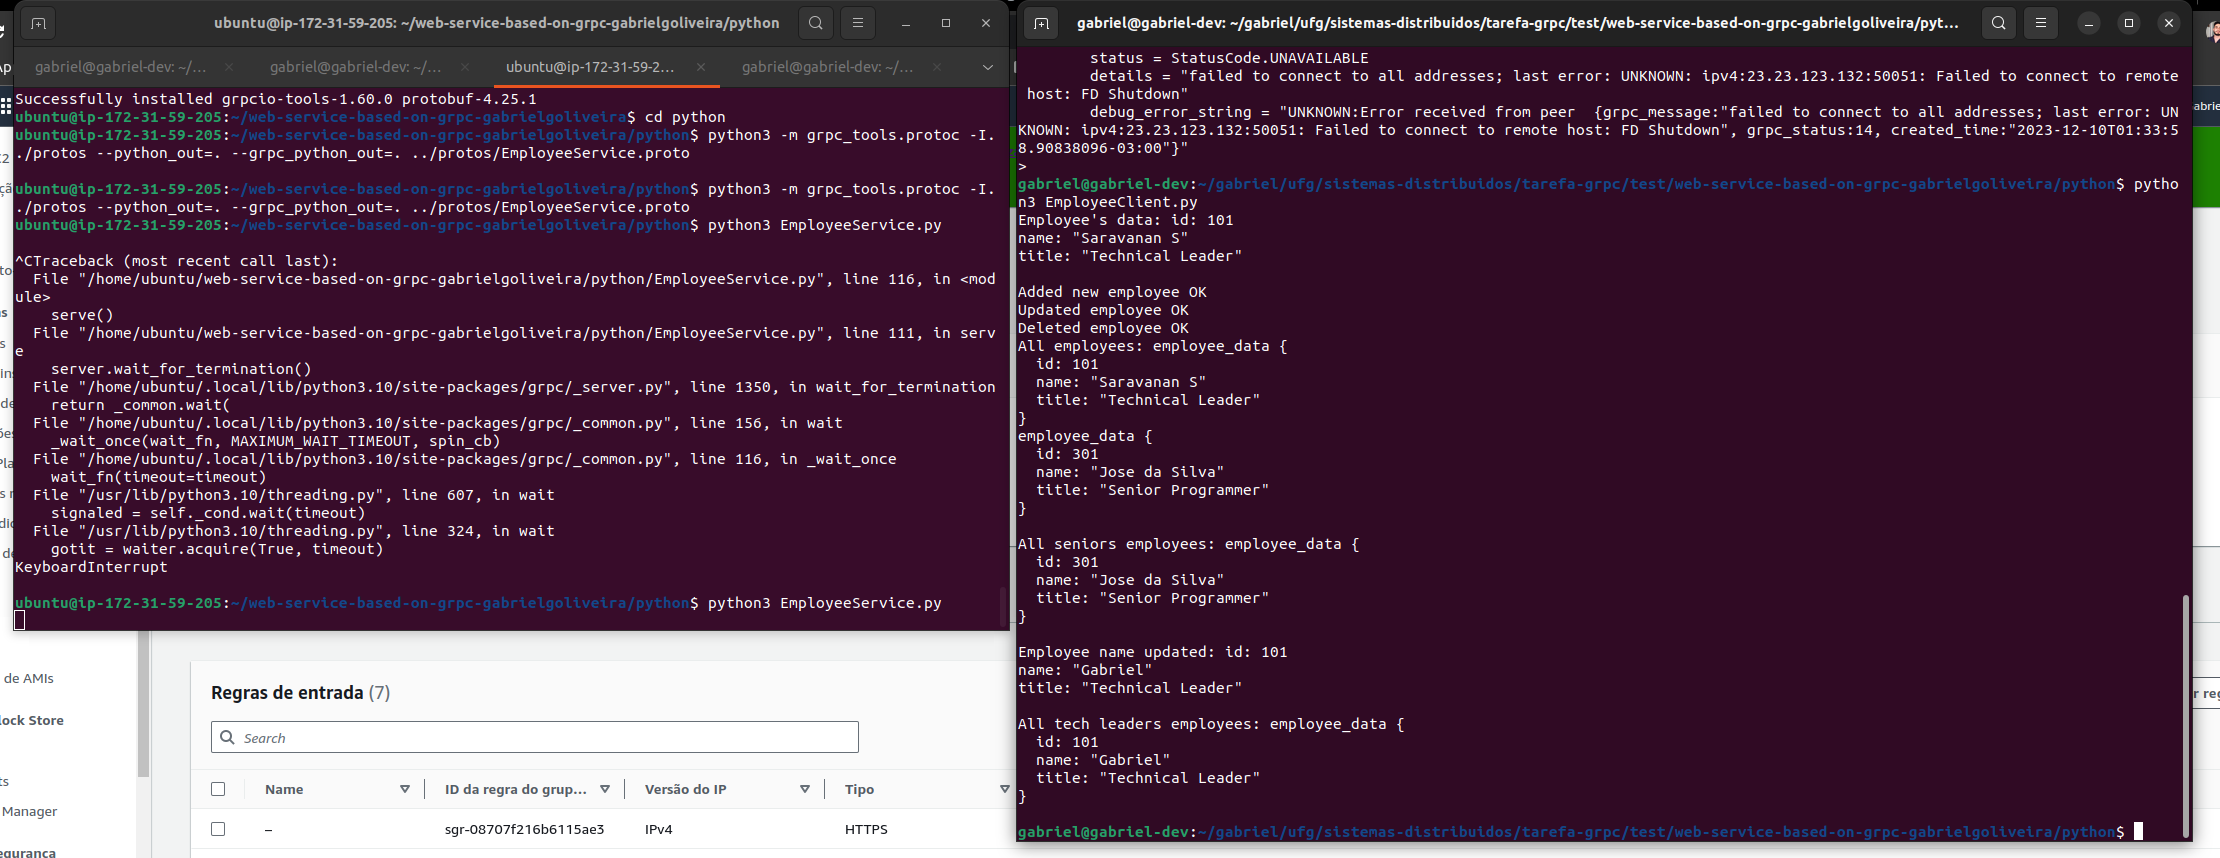 ubuntu@ip-172-31-59-205: ~/web-service-based-on-grpc-gabrielgoliveira/python
gabriel@gabriel-dev: ~/...
gabriel@gabriel-dev: ~/...
ubuntu@ip-172-31-59-2...
gabriel@gabriel-dev: ~/...
Successfully installed grpcio-tools-1.60.0 protobuf-4.25.1
ubuntu@ip-172-31-59-205:~/web-service-based-on-grpc-gabrielgoliveira$ cd python
ubuntu@ip-172-31-59-205:~/web-service-based-on-grpc-gabrielgoliveira/python$ python3 -m grpc_tools.protoc -I.
./protos --python_out=. --grpc_python_out=. ../protos/EmployeeService.proto
ubuntu@ip-172-31-59-205:~/web-service-based-on-grpc-gabrielgoliveira/python$ python3 -m grpc_tools.protoc -I.
./protos --python_out=. --grpc_python_out=. ../protos/EmployeeService.proto
ubuntu@ip-172-31-59-205:~/web-service-based-on-grpc-gabrielgoliveira/python$ python3 EmployeeService.py
^CTraceback (most recent call last):
  File "/home/ubuntu/web-service-based-on-grpc-gabrielgoliveira/python/EmployeeService.py", line 116, in <mod
ule>
    serve()
  File "/home/ubuntu/web-service-based-on-grpc-gabrielgoliveira/python/EmployeeService.py", line 111, in serv
e
    server.wait_for_termination()
  File "/home/ubuntu/.local/lib/python3.10/site-packages/grpc/_server.py", line 1350, in wait_for_termination
    return _common.wait(
  File "/home/ubuntu/.local/lib/python3.10/site-packages/grpc/_common.py", line 156, in wait
    _wait_once(wait_fn, MAXIMUM_WAIT_TIMEOUT, spin_cb)
  File "/home/ubuntu/.local/lib/python3.10/site-packages/grpc/_common.py", line 116, in _wait_once
    wait_fn(timeout=timeout)
  File "/usr/lib/python3.10/threading.py", line 607, in wait
    signaled = self._cond.wait(timeout)
  File "/usr/lib/python3.10/threading.py", line 324, in wait
    gotit = waiter.acquire(True, timeout)
KeyboardInterrupt
ubuntu@ip-172-31-59-205:~/web-service-based-on-grpc-gabrielgoliveira/python$ python3 EmployeeService.py
gabriel@gabriel-dev: ~/gabriel/ufg/sistemas-distribuidos/tarefa-grpc/test/web-service-based-on-grpc-gabrielgoliveira/pyt...
        status = StatusCode.UNAVAILABLE
        details = "failed to connect to all addresses; last error: UNKNOWN: ipv4:23.23.123.132:50051: Failed to connect to remote
 host: FD Shutdown"
        debug_error_string = "UNKNOWN:Error received from peer  {grpc_message:"failed to connect to all addresses; last error: UN
KNOWN: ipv4:23.23.123.132:50051: Failed to connect to remote host: FD Shutdown", grpc_status:14, created_time:"2023-12-10T01:33:5
8.90838096-03:00"}"
>
gabriel@gabriel-dev:~/gabriel/ufg/sistemas-distribuidos/tarefa-grpc/test/web-service-based-on-grpc-gabrielgoliveira/python$ pytho
n3 EmployeeClient.py
Employee's data: id: 101
name: "Saravanan S"
title: "Technical Leader"
Added new employee OK
Updated employee OK
Deleted employee OK
All employees: employee_data {
  id: 101
  name: "Saravanan S"
  title: "Technical Leader"
}
employee_data {
  id: 301
  name: "Jose da Silva"
  title: "Senior Programmer"
}
All seniors employees: employee_data {
  id: 301
  name: "Jose da Silva"
  title: "Senior Programmer"
}
Employee name updated: id: 101
name: "Gabriel"
title: "Technical Leader"
All tech leaders employees: employee_data {
  id: 101
  name: "Gabriel"
  title: "Technical Leader"
}
gabriel@gabriel-dev:~/gabriel/ufg/sistemas-distribuidos/tarefa-grpc/test/web-service-based-on-grpc-gabrielgoliveira/python$
de AMIs
lock Store
Manager
egurança
Regras de entrada (7)
Search
Name
ID da regra do grup...
Versão do IP
Tipo
–
sgr-08707f216b6115ae3
IPv4
HTTPS